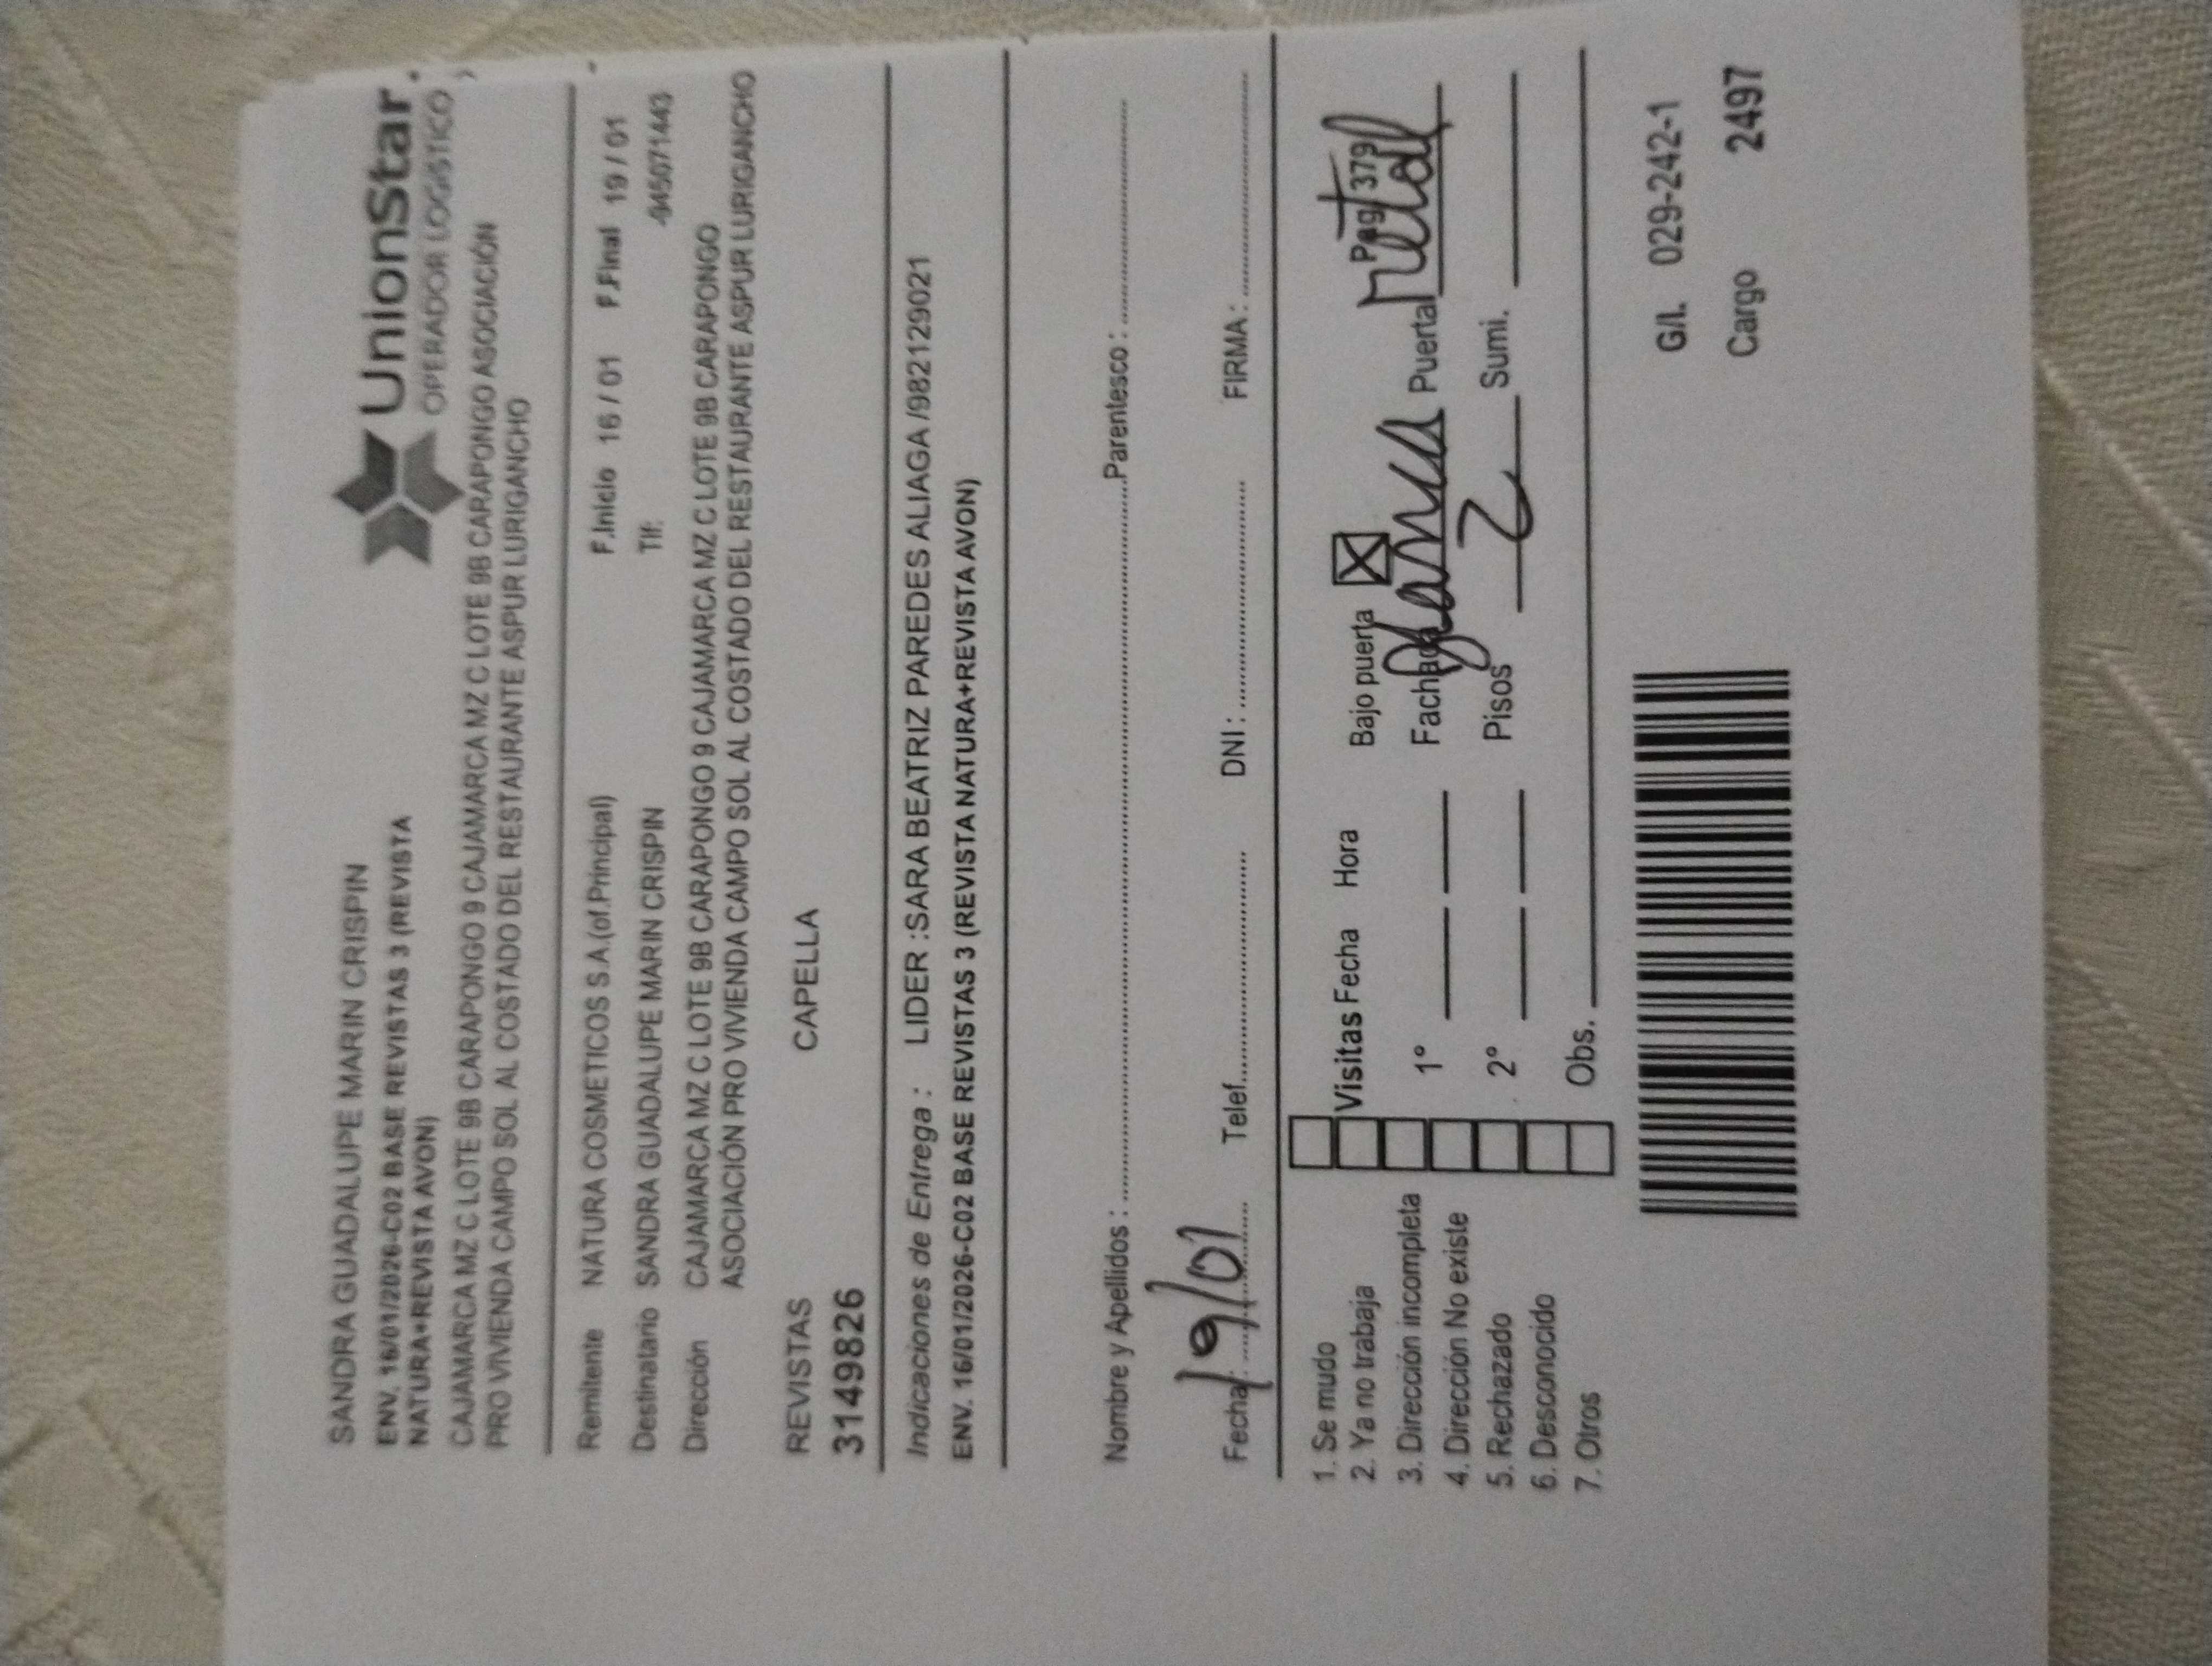 SANDRA GUADALUPE MARIN CRISPIN
UnionStar
OPERADOR LOGÍSTICO
ENV. 16/01/2026-C02 BASE REVISTAS 3 (REVISTA
NATURA+REVISTA AVON)
CAJAMARCA MZ C LOTE 9B CARAPONGO 9 CAJAMARCA MZ C LOTE 9B CARAPONGO ASOCIACIÓN
PRO VIVIENDA CAMPO SOL AL COSTADO DEL RESTAURANTE ASPUR LURIGANCHO
Remitente NATURA COSMETICOS S.A.(of.Principal) F.Inicio 16 / 01 F.Final 19 / 01
Destinatario SANDRA GUADALUPE MARIN CRISPIN Tlf: -945071443
Dirección CAJAMARCA MZ C LOTE 9B CARAPONGO 9 CAJAMARCA MZ C LOTE 9B CARAPONGO
ASOCIACIÓN PRO VIVIENDA CAMPO SOL AL COSTADO DEL RESTAURANTE ASPUR LURIGANCHO
REVISTAS CAPELLA
3149826
Indicaciones de Entrega : LIDER :SARA BEATRIZ PAREDES ALIAGA /982129021
ENV. 16/01/2026-C02 BASE REVISTAS 3 (REVISTA NATURA+REVISTA AVON)
Nombre y Apellidos : Parentesco :
Fecha: 19/01 Telef. DNI : FIRMA :
1. Se mudo
2. Ya no trabaja Visitas Fecha Hora Bajo puerta X Pag 3791
3. Dirección incompleta 1º Fachada Puerta metal
4. Dirección No existe
5. Rechazado 2º Pisos 2 Sumi.
6. Desconocido
7. Otros Obs.
G/L 029-242-1
Cargo 2497